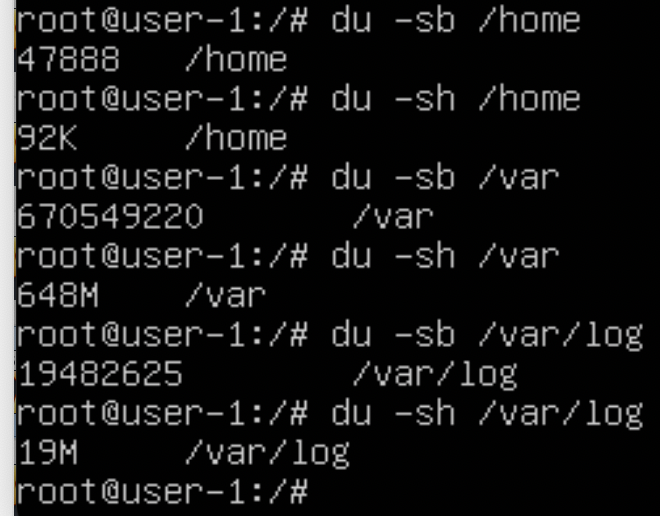 root@user-1:/# du -sb /home
47888   /home
root@user-1:/# du -sh /home
92K     /home
root@user-1:/# du -sb /var
670549220       /var
root@user-1:/# du -sh /var
648M    /var
root@user-1:/# du -sb /var/log
19482625        /var/log
root@user-1:/# du -sh /var/log
19M     /var/log
root@user-1:/#